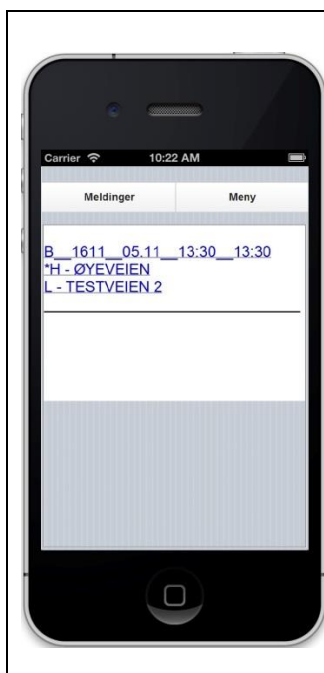 Carrier 10:22 AM
Meldinger Meny
B__1611__05.11__13:30__13:30
*H - ØYEVEIEN
L - TESTVEIEN 2